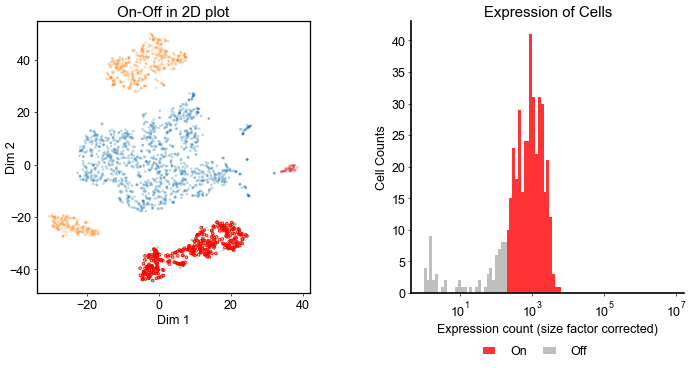 On-Off in 2D plot
Expression of Cells
Dim 2
40
20
0
−20
−40
−20
0
20
40
Dim 1
Cell Counts
40
35
30
25
20
15
10
5
0
10^1
10^3
10^5
10^7
Expression count (size factor corrected)
On
Off